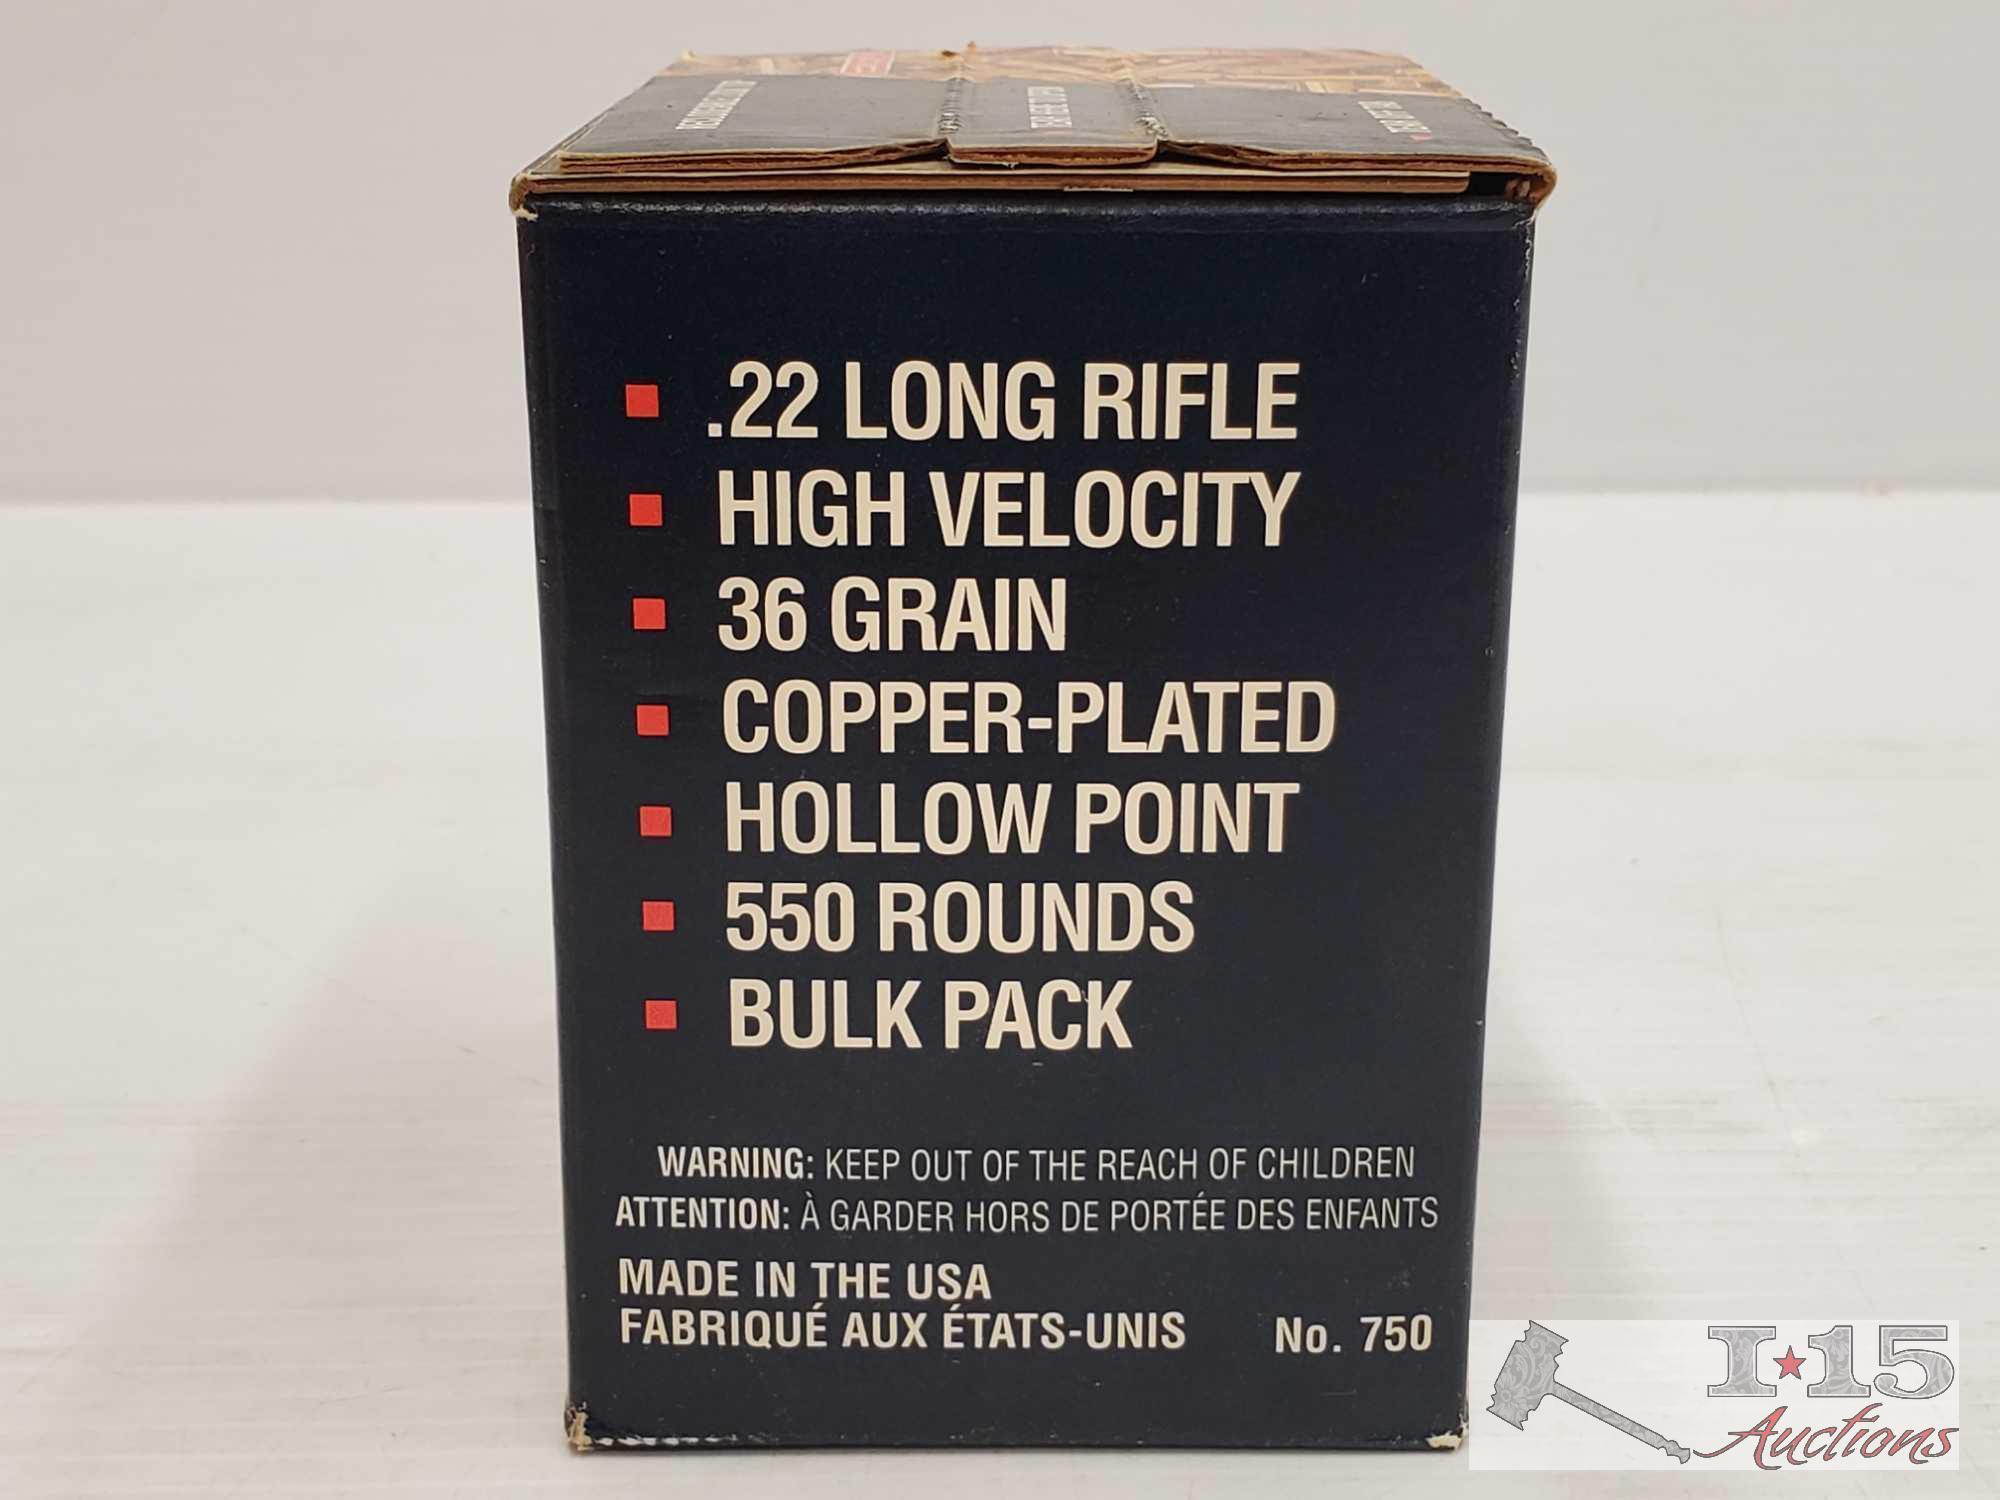 .22 LONG RIFLE
HIGH VELOCITY
36 GRAIN
COPPER-PLATED
HOLLOW POINT
550 ROUNDS
BULK PACK
WARNING: KEEP OUT OF THE REACH OF CHILDREN
ATTENTION: À GARDER HORS DE PORTÉE DES ENFANTS
MADE IN THE USA
FABRIQUÉ AUX ÉTATS-UNIS
No. 750
I★15
Auctions